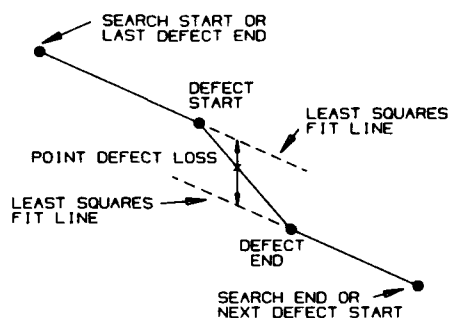 SEARCH START OR
LAST DEFECT END
DEFECT
START
LEAST SQUARES
FIT LINE
POINT DEFECT LOSS
LEAST SQUARES
FIT LINE
DEFECT
END
SEARCH END OR
NEXT DEFECT START